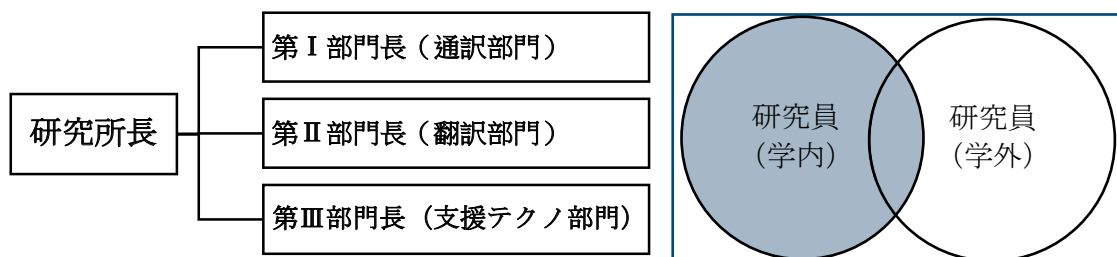 研究所長
第Ⅰ部門長（通訳部門）
第Ⅱ部門長（翻訳部門）
第Ⅲ部門長（支援テクノ部門）
研究員
（学内）
研究員
（学外）